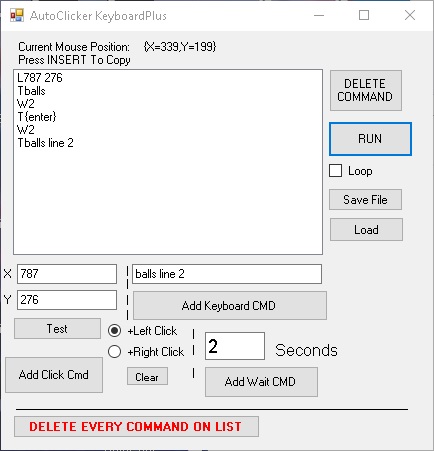 AutoClicker KeyboardPlus
Current Mouse Position: {X=339,Y=199}
Press INSERT To Copy
L787 276
Tballs
W2
T{enter}
W2
Tballs line 2
DELETE
COMMAND
RUN
Loop
Save File
Load
X 787
balls line 2
Y 276
Add Keyboard CMD
Test
+Left Click
+Right Click
2 Seconds
Add Click Cmd
Clear
Add Wait CMD
DELETE EVERY COMMAND ON LIST